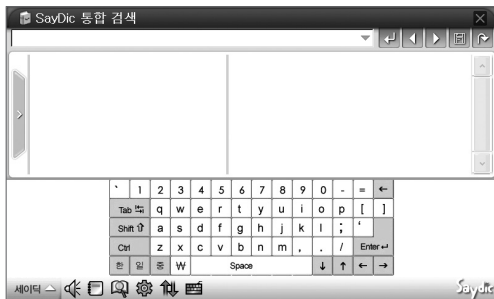 SayDic 통합 검색
` 1 2 3 4 5 6 7 8 9 0 - = ←
Tab q w e r t y u i o p [ ]
Shift a s d f g h j k l ; '
Ctrl z x c v b n m , . / Enter
한 일 중 ₩ Space ↓ ↑ ← →
세이딕 Saydic